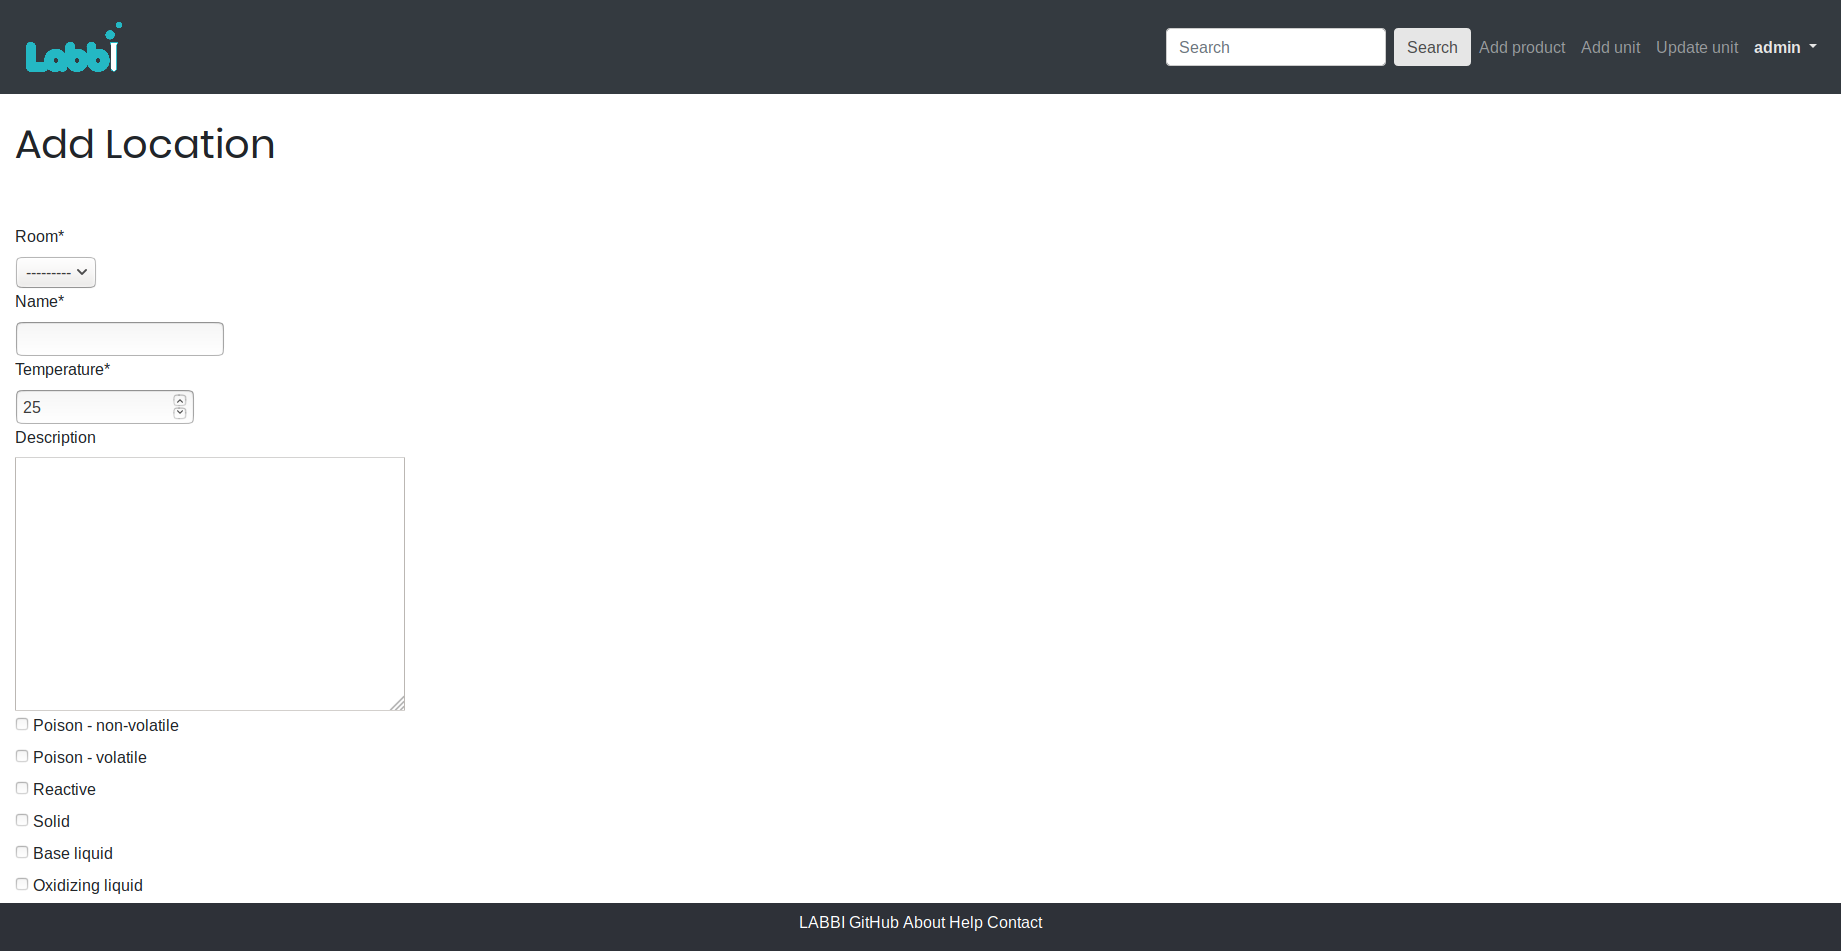 Labbi
Search Search Add product Add unit Update unit admin
Add Location
Room*
---------
Name*
Temperature*
25
Description
Poison - non-volatile
Poison - volatile
Reactive
Solid
Base liquid
Oxidizing liquid
LABBI GitHub About Help Contact